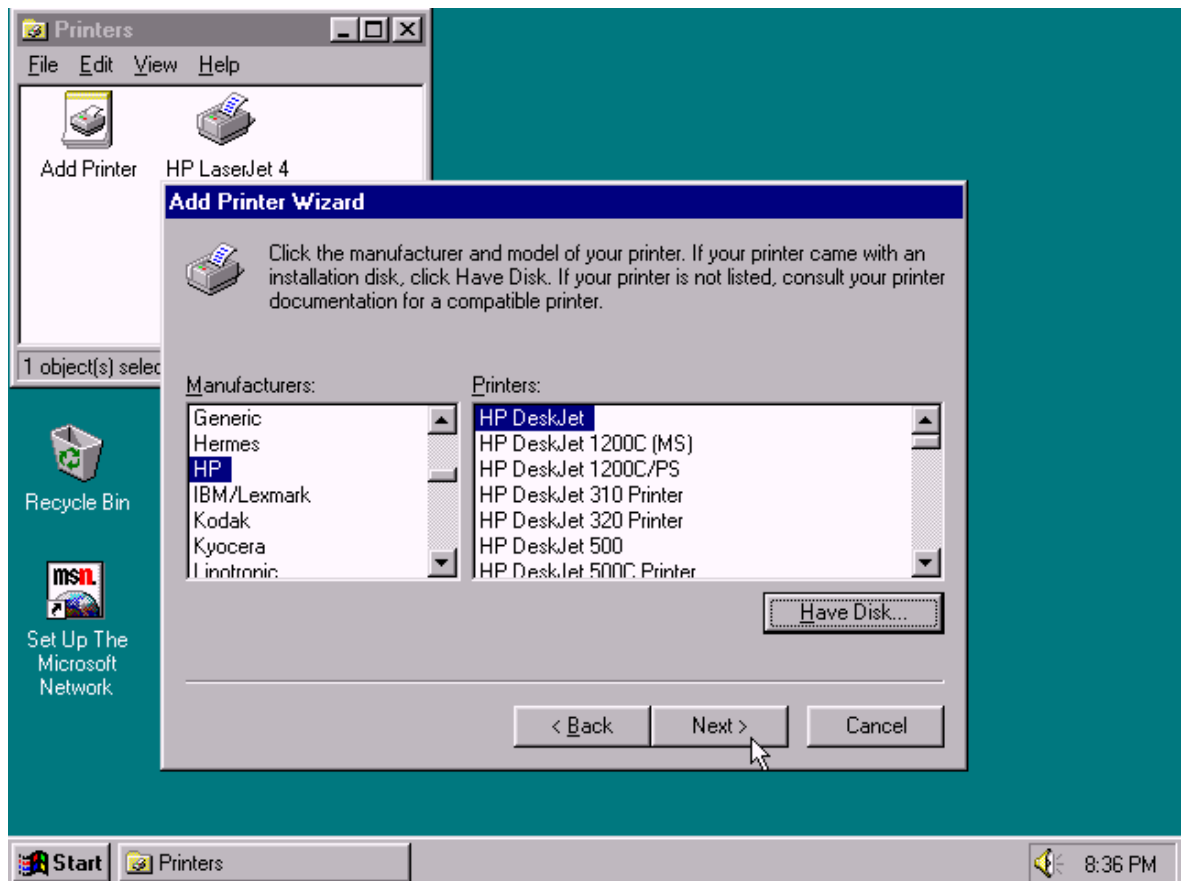 Printers
File Edit View Help
Add Printer HP LaserJet 4
1 object(s) selec
Add Printer Wizard
Click the manufacturer and model of your printer. If your printer came with an
installation disk, click Have Disk. If your printer is not listed, consult your printer
documentation for a compatible printer.
Manufacturers:
Generic
Hermes
HP
IBM/Lexmark
Kodak
Kyocera
Linotronic
Printers:
HP DeskJet
HP DeskJet 1200C (MS)
HP DeskJet 1200C/PS
HP DeskJet 310 Printer
HP DeskJet 320 Printer
HP DeskJet 500
HP DeskJet 500C Printer
Have Disk...
< Back Next > Cancel
Recycle Bin
msn.
Set Up The
Microsoft
Network
Start Printers 8:36 PM